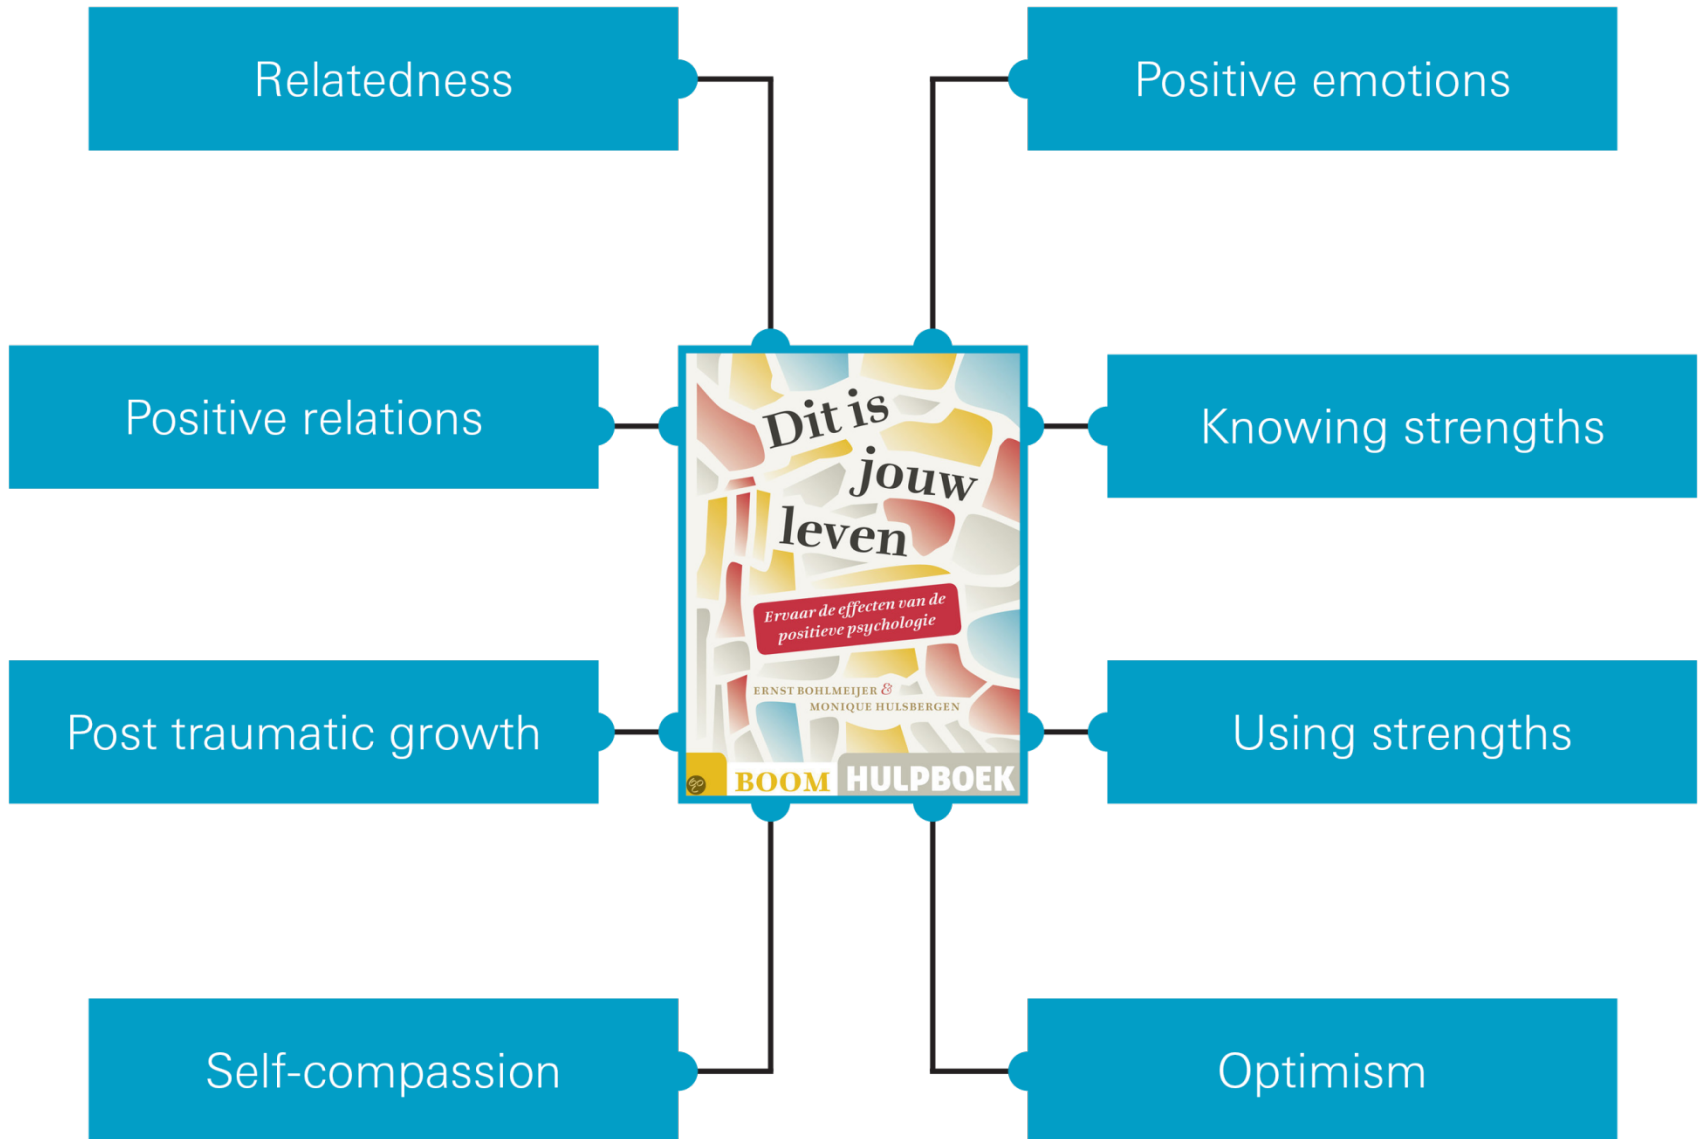 Relatedness
Positive emotions
Positive relations
Knowing strengths
Dit is
jouw
leven
Ervaar de effecten van de
positieve psychologie
ERNST BOHLMEIJER &
MONIQUE HULSBERGEN
BOOM HULPBOEK
Post traumatic growth
Using strengths
Self-compassion
Optimism